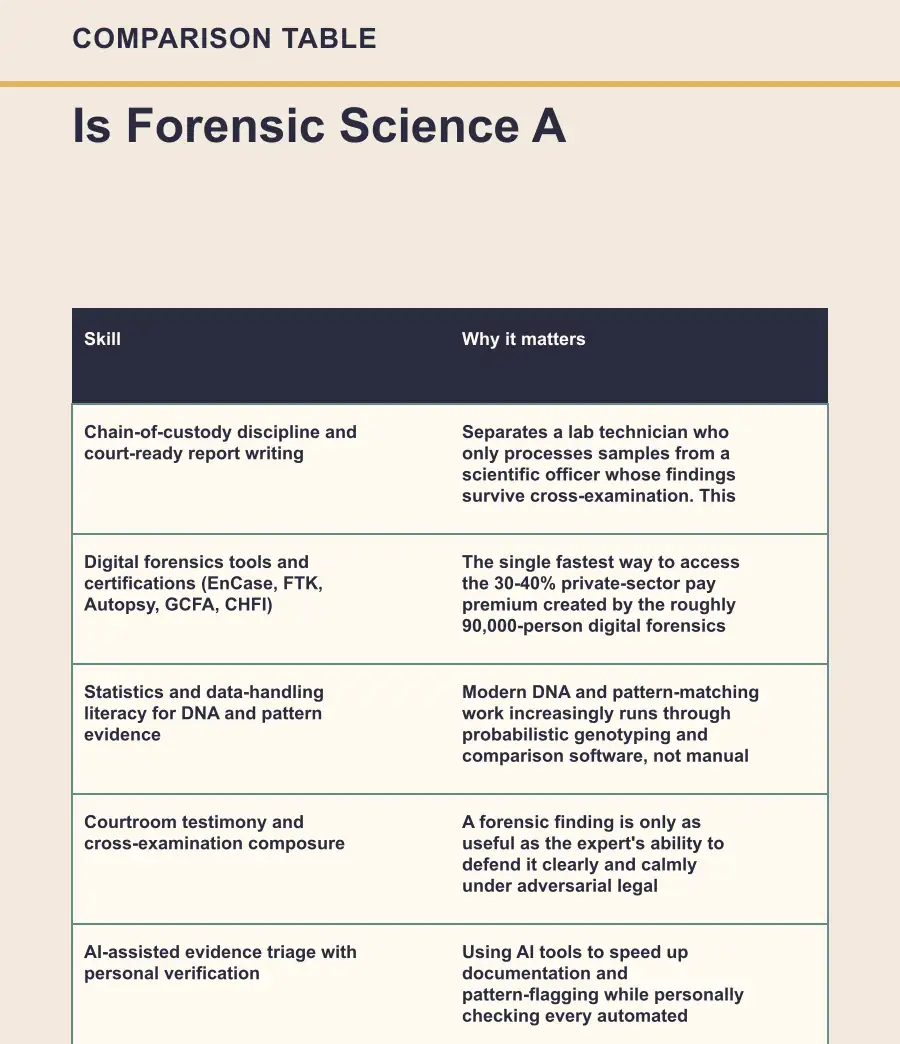 COMPARISON TABLE
Is Forensic Science A
Skill
Why it matters
Chain-of-custody discipline and
court-ready report writing
Separates a lab technician who
only processes samples from a
scientific officer whose findings
survive cross-examination. This
Digital forensics tools and
certifications (EnCase, FTK,
Autopsy, GCFA, CHFI)
The single fastest way to access
the 30-40% private-sector pay
premium created by the roughly
90,000-person digital forensics
Statistics and data-handling
literacy for DNA and pattern
evidence
Modern DNA and pattern-matching
work increasingly runs through
probabilistic genotyping and
comparison software, not manual
Courtroom testimony and
cross-examination composure
A forensic finding is only as
useful as the expert's ability to
defend it clearly and calmly
under adversarial legal
AI-assisted evidence triage with
personal verification
Using AI tools to speed up
documentation and
pattern-flagging while personally
checking every automated